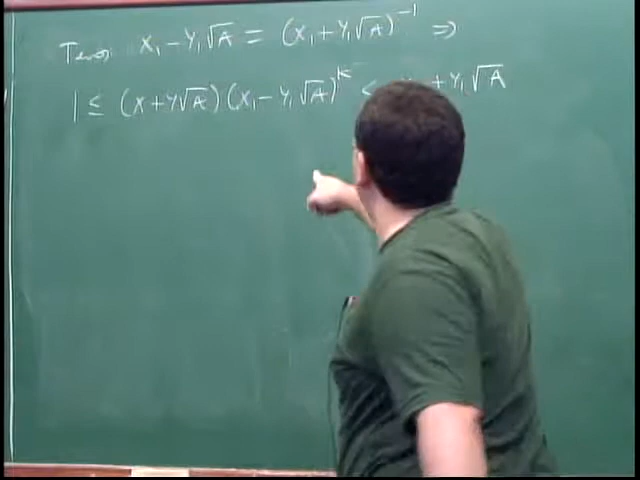 Temos x₁ - y₁√A = (x₁ + y₁√A)⁻¹ ⇒
1 ≤ (x + y√A)(x₁ - y₁√A)ᵏ < + y₁√A